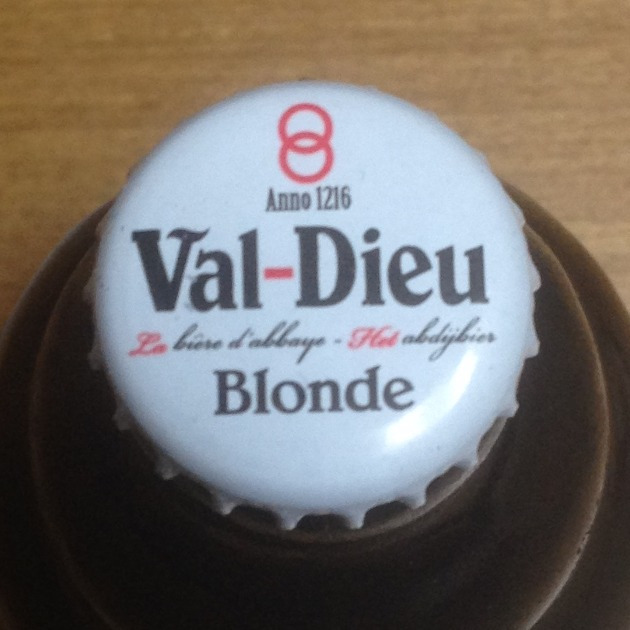 Anno 1216
Val-Dieu
La bière d'abbaye - Het abdijbier
Blonde